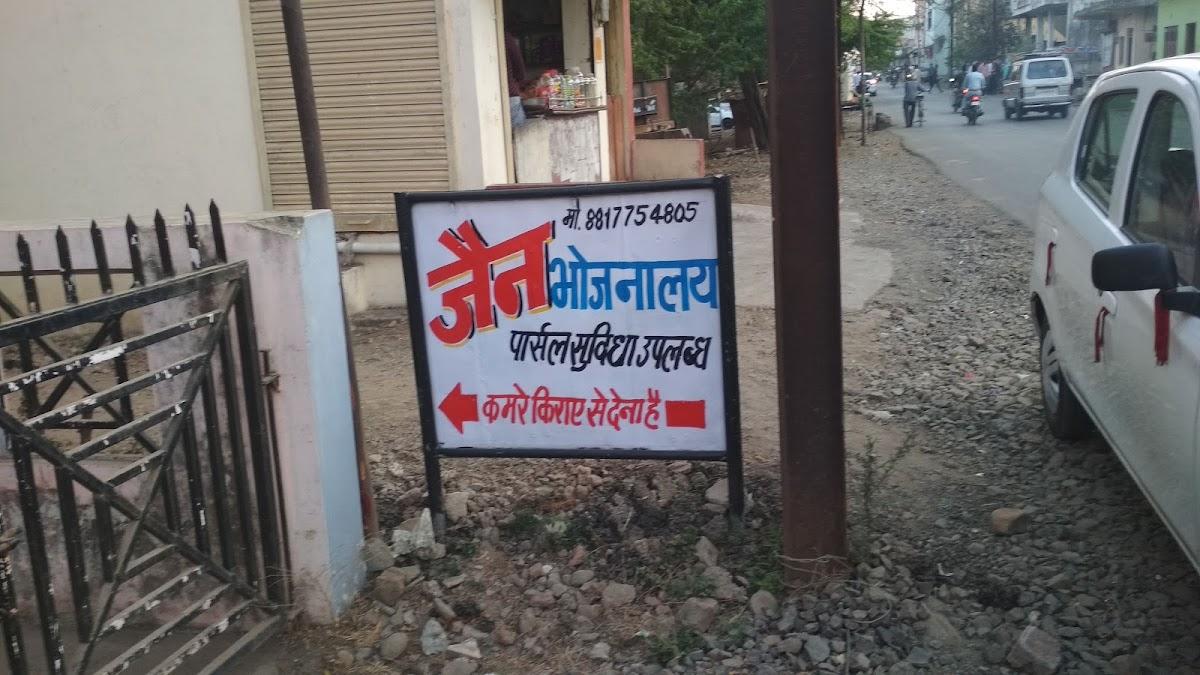 मो. 8817754805
जैन भोजनालय
पार्सल सुविधा उपलब्ध
कमरे किराए से देना है